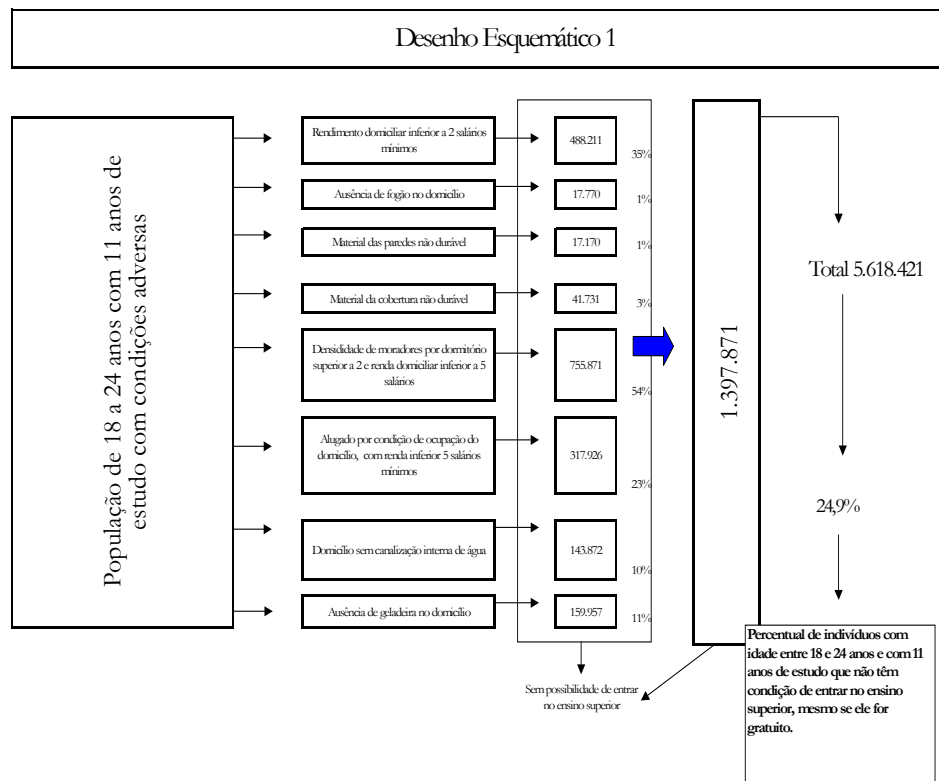 Desenho Esquemático 1
População de 18 a 24 anos com 11 anos de
estudo com condições adversas
Rendimento domiciliar inferior a 2 salários
mínimos
488.211
35%
Ausência de fogão no domicílio
17.770
1%
Material das paredes não durável
17.170
1%
Material da cobertura não durável
41.731
3%
Densididade de moradores por dormitório
superior a 2 e renda domiciliar inferior a 5
salários
755.871
54%
Alugado por condição de ocupação do
domicílio, com renda inferior 5 salários
mínimos
317.926
23%
Domicílio sem canalização interna de água
143.872
10%
Ausência de geladeira no domicílio
159.957
11%
Sem possibilidade de entrar
no ensino superior
1.397.871
Total 5.618.421
24,9%
Percentual de indivíduos com
idade entre 18 e 24 anos e com 11
anos de estudo que não têm
condição de entrar no ensino
superior, mesmo se ele for
gratuito.